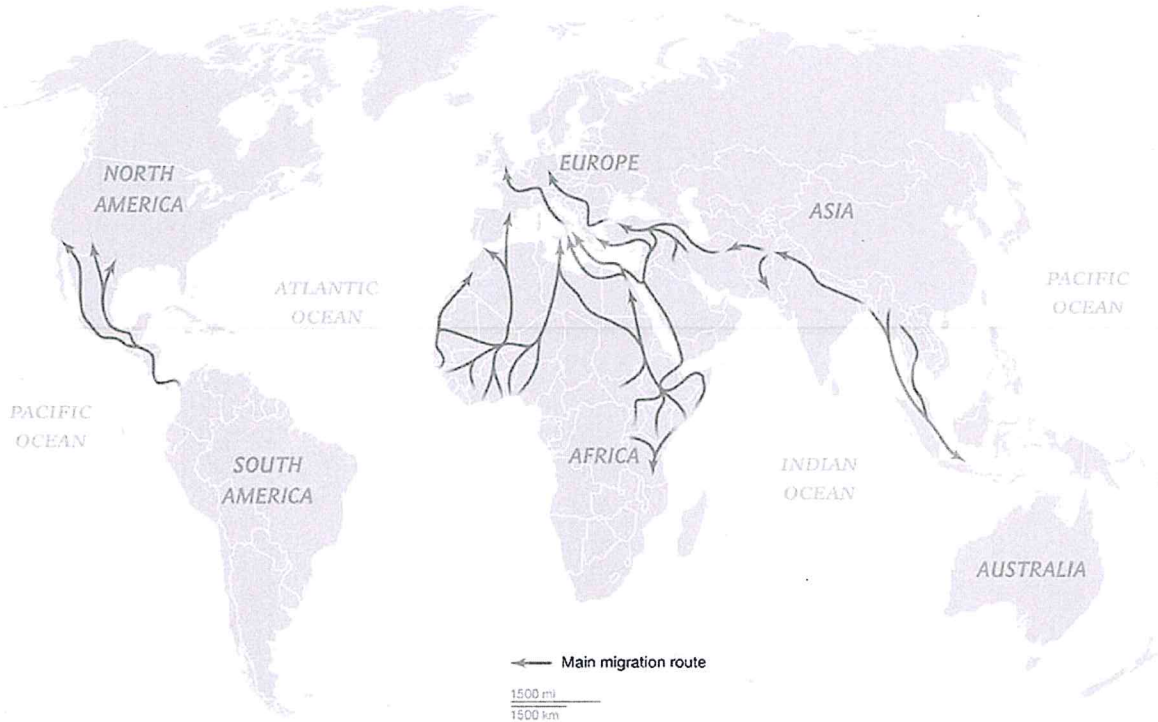 NORTH
AMERICA
EUROPE
ASIA
ATLANTIC
OCEAN
PACIFIC
OCEAN
PACIFIC
OCEAN
SOUTH
AMERICA
AFRICA
INDIAN
OCEAN
AUSTRALIA
Main migration route
1500 mi
1500 km